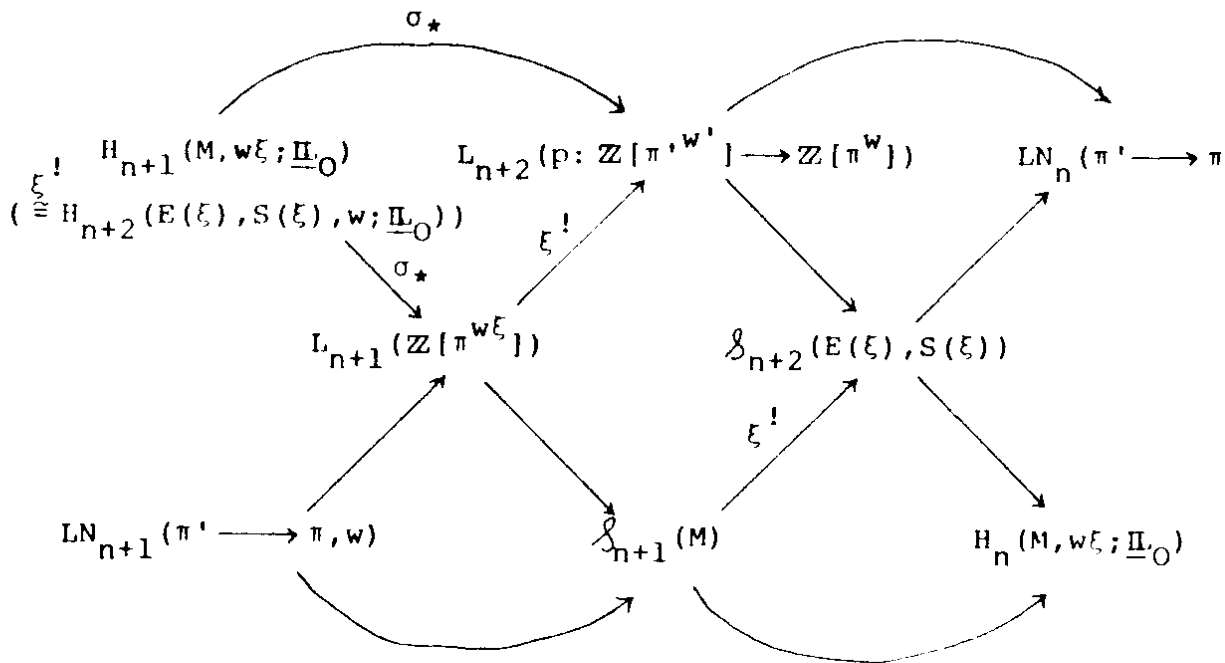 σ⋆
H_{n+1}(M,wξ;𝕃_0) L_{n+2}(p: ℤ[π'^{w'}] ⟶ ℤ[π^w]) LN_n(π' ⟶ π
( ≅^{ξ^!} H_{n+2}(E(ξ),S(ξ),w;𝕃_0))
σ⋆ ξ^!
L_{n+1}(ℤ[π^{wξ}]) 𝒮_{n+2}(E(ξ),S(ξ))
ξ^!
LN_{n+1}(π' ⟶ π,w) 𝒮_{n+1}(M) H_n(M,wξ;𝕃_0)